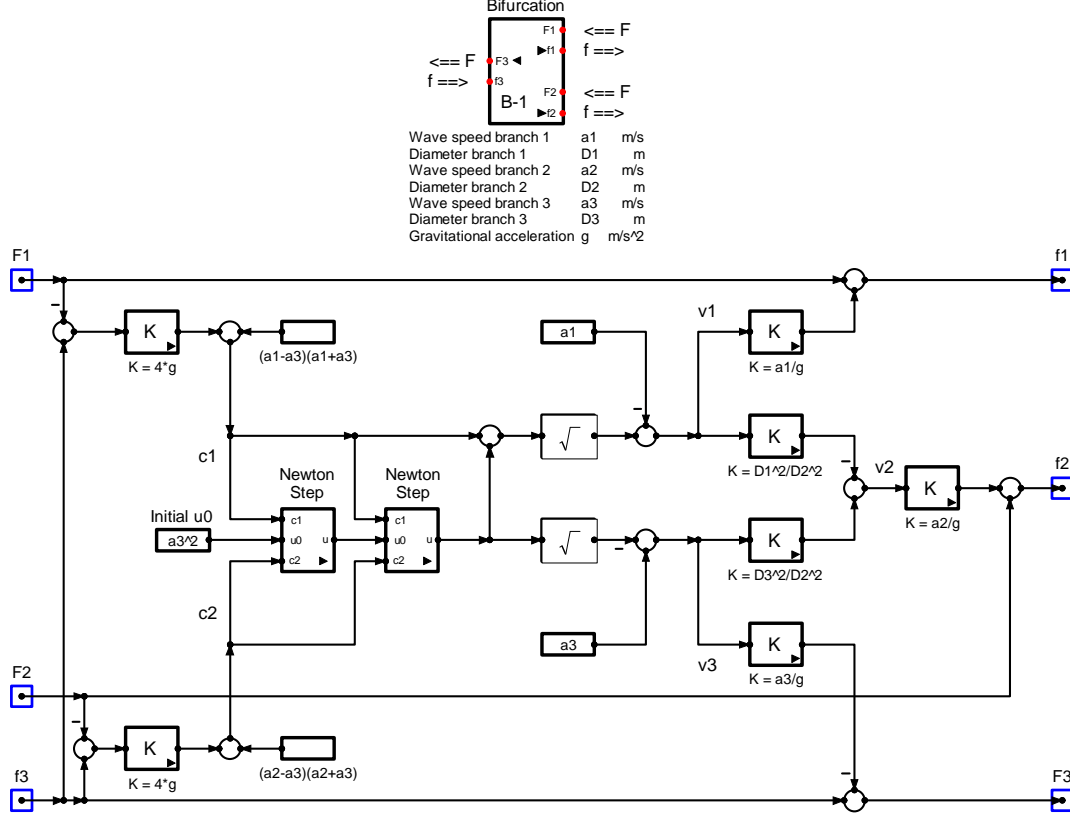 Bifurcation
F1 <== F
f1 f ==>
<== F F3
f ==> f3
F2 <== F
B-1
f2 f ==>
Wave speed branch 1 a1 m/s
Diameter branch 1 D1 m
Wave speed branch 2 a2 m/s
Diameter branch 2 D2 m
Wave speed branch 3 a3 m/s
Diameter branch 3 D3 m
Gravitational acceleration g m/s^2
F1
f1
−
K
K = 4*g
(a1-a3)(a1+a3)
a1
v1
K
K = a1/g
−
c1
√
K
K = D1^2/D2^2
−
Newton
Step
Newton
Step
v2
K
K = a2/g
f2
Initial u0
a3^2
c1
u0 u
c2
c1
u0 u
c2
√
−
K
K = D3^2/D2^2
c2
a3
v3
K
K = a3/g
F2
−
K
K = 4*g
(a2-a3)(a2+a3)
−
f3
F3